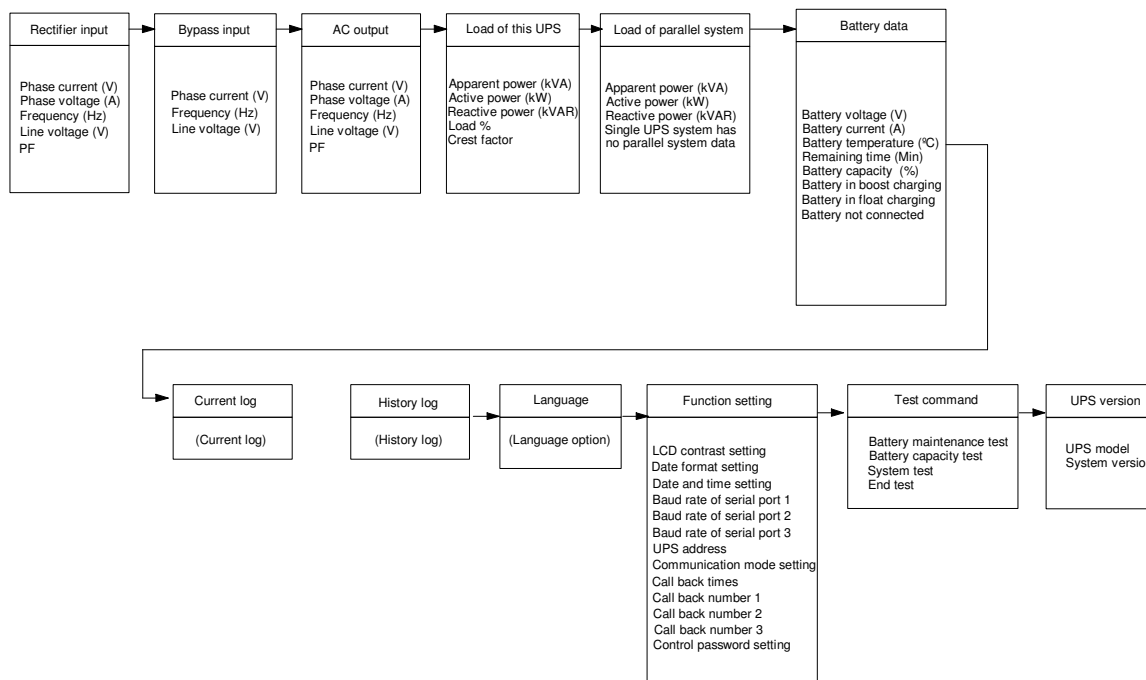 Rectifier input
Phase current (V)
Phase voltage (A)
Frequency (Hz)
Line voltage (V)
PF
Bypass input
Phase current (V)
Frequency (Hz)
Line voltage (V)
AC output
Phase current (V)
Phase voltage (A)
Frequency (Hz)
Line voltage (V)
PF
Load of this UPS
Apparent power (kVA)
Active power (kW)
Reactive power (kVAR)
Load %
Crest factor
Load of parallel system
Apparent power (kVA)
Active power (kW)
Reactive power (kVAR)
Single UPS system has
no parallel system data
Battery data
Battery voltage (V)
Battery current (A)
Battery temperature (ºC)
Remaining time (Min)
Battery capacity (%)
Battery in boost charging
Battery in float charging
Battery not connected
Current log
(Current log)
History log
(History log)
Language
(Language option)
Function setting
LCD contrast setting
Date format setting
Date and time setting
Baud rate of serial port 1
Baud rate of serial port 2
Baud rate of serial port 3
UPS address
Communication mode setting
Call back times
Call back number 1
Call back number 2
Call back number 3
Control password setting
Test command
Battery maintenance test
Battery capacity test
System test
End test
UPS version
UPS model
System version